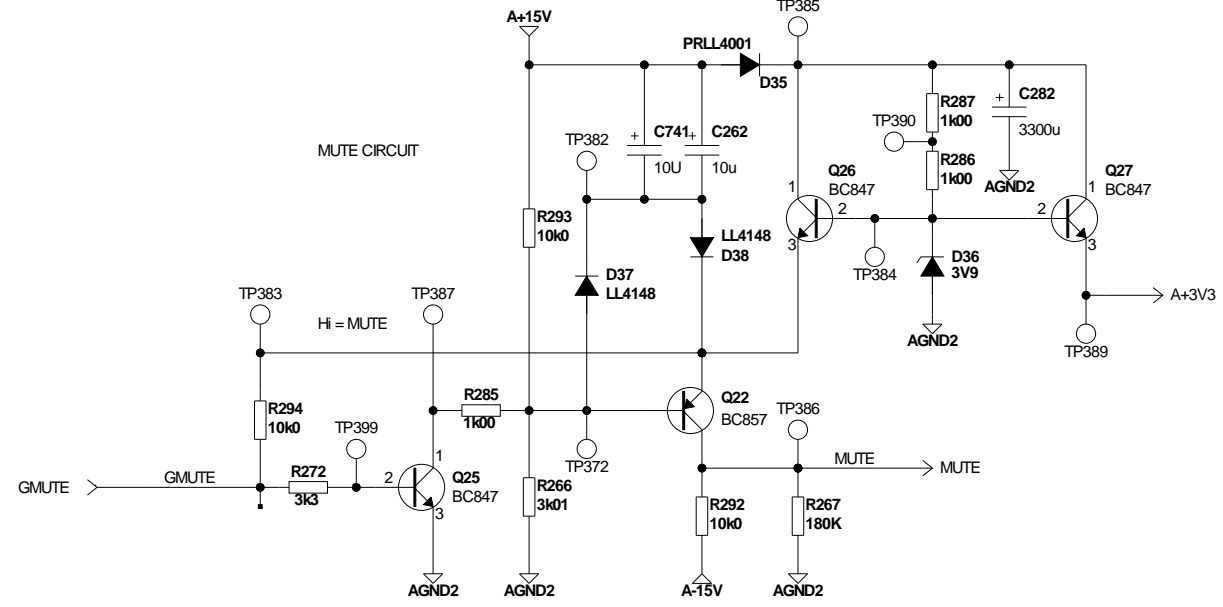 TP385
A+15V
PRLL4001
D35
R287
1k00
C282
3300u
TP390
TP382
C741
10U
C262
10u
MUTE CIRCUIT
R286
1k00
AGND2
Q26
BC847
Q27
BC847
1
2
3
2
1
3
R293
10k0
LL4148
D38
TP384
D36
3V9
D37
LL4148
A+3V3
TP383
TP387
Hi = MUTE
AGND2
TP389
R285
1k00
Q22
BC857
TP386
R294
10k0
TP399
TP372
MUTE
MUTE
GMUTE
GMUTE
R272
3k3
2
1
3
Q25
BC847
R266
3k01
R292
10k0
R267
180K
AGND2
AGND2
A-15V
AGND2